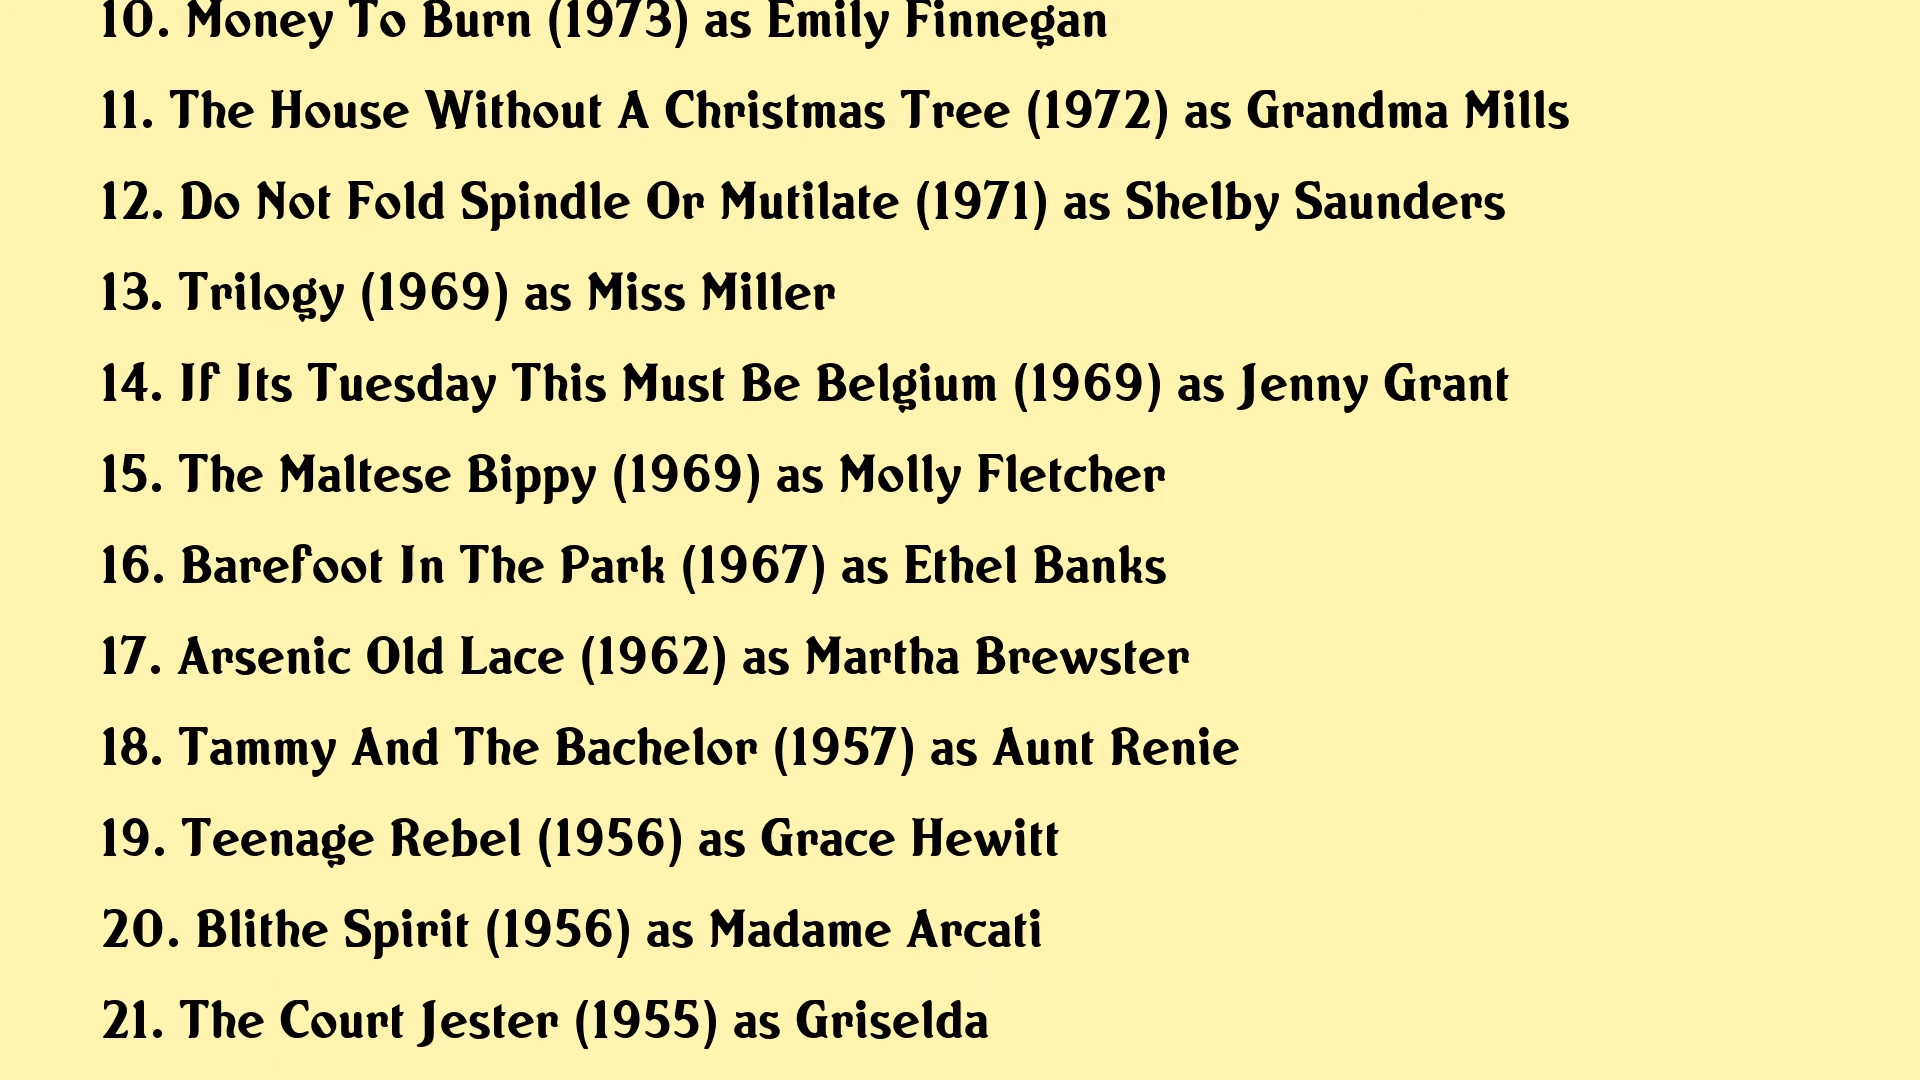 10. Money To Burn (1973) as Emily Finnegan
11. The House Without A Christmas Tree (1972) as Grandma Mills
12. Do Not Fold Spindle Or Mutilate (1971) as Shelby Saunders
13. Trilogy (1969) as Miss Miller
14. If Its Tuesday This Must Be Belgium (1969) as Jenny Grant
15. The Maltese Bippy (1969) as Molly Fletcher
16. Barefoot In The Park (1967) as Ethel Banks
17. Arsenic Old Lace (1962) as Martha Brewster
18. Tammy And The Bachelor (1957) as Aunt Renie
19. Teenage Rebel (1956) as Grace Hewitt
20. Blithe Spirit (1956) as Madame Arcati
21. The Court Jester (1955) as Griselda